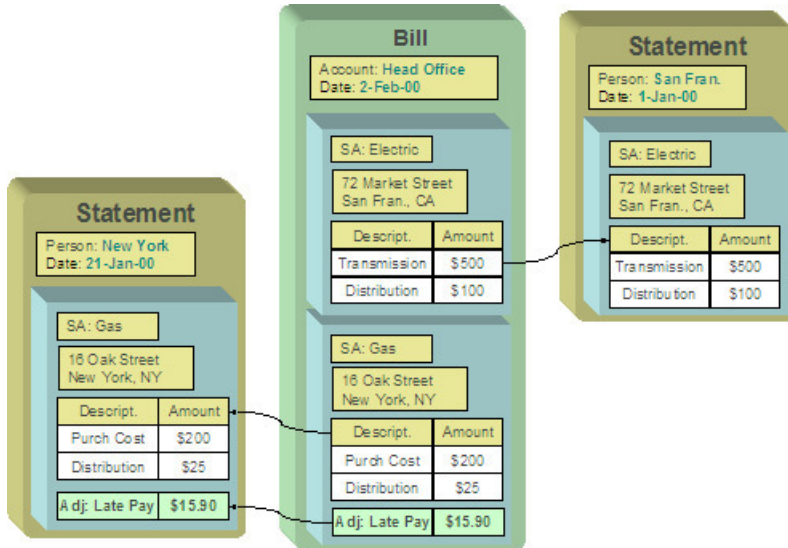 Bill
Account: Head Office
Date: 2-Feb-00
SA: Electric
72 Market Street
San Fran., CA
Descript. Amount
Transmission $500
Distribution $100
SA: Gas
16 Oak Street
New York, NY
Descript. Amount
Purch Cost $200
Distribution $25
Adj: Late Pay $15.90
Statement
Person: San Fran.
Date: 1-Jan-00
SA: Electric
72 Market Street
San Fran., CA
Descript. Amount
Transmission $500
Distribution $100
Statement
Person: New York
Date: 21-Jan-00
SA: Gas
16 Oak Street
New York, NY
Descript. Amount
Purch Cost $200
Distribution $25
Adj: Late Pay $15.90